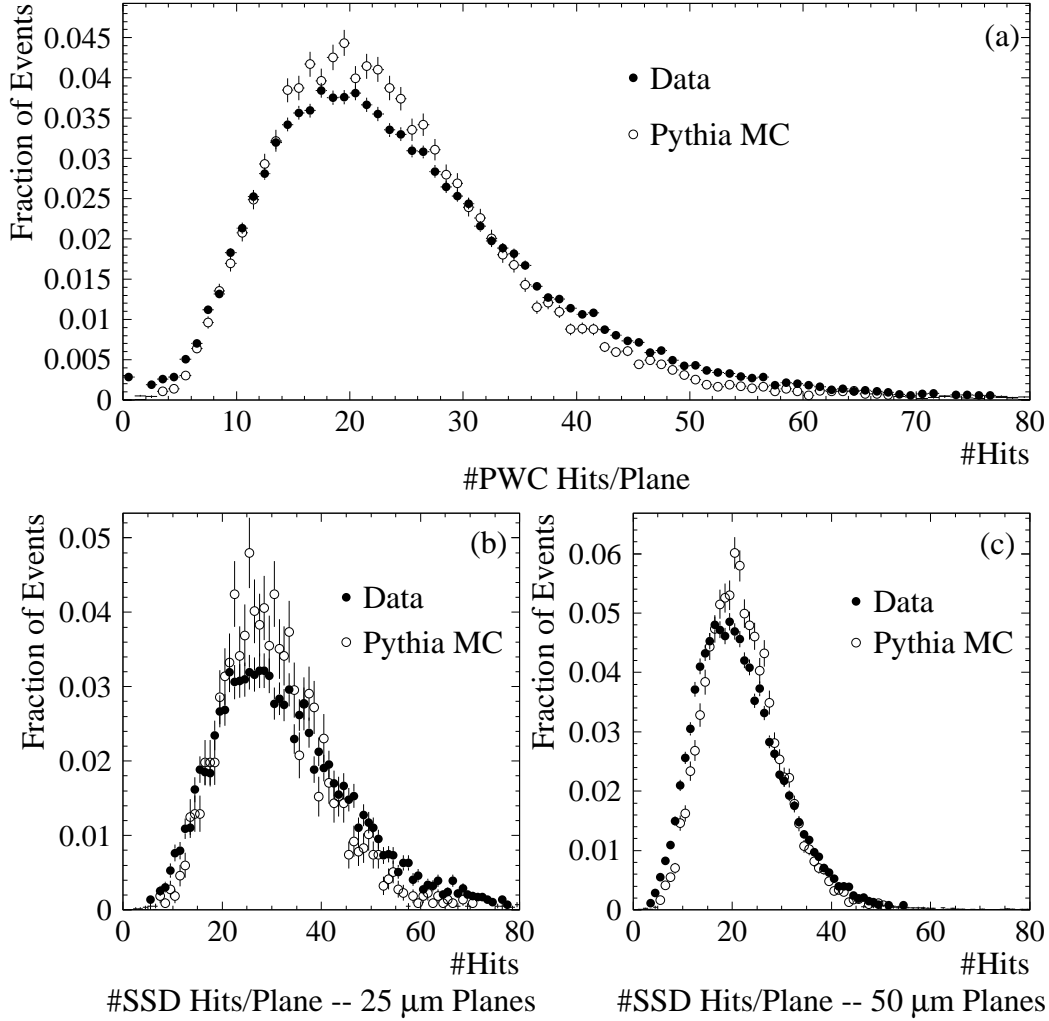 (a)
Fraction of Events
0.045
0.04
0.035
0.03
0.025
0.02
0.015
0.01
0.005
0
Data
Pythia MC
0 10 20 30 40 50 60 70 80
#Hits
#PWC Hits/Plane
(b)
Fraction of Events
0.05
0.04
0.03
0.02
0.01
0
Data
Pythia MC
0 20 40 60 80
#Hits
#SSD Hits/Plane -- 25 μm Planes
(c)
Fraction of Events
0.06
0.05
0.04
0.03
0.02
0.01
0
Data
Pythia MC
0 20 40 60 80
#Hits
#SSD Hits/Plane -- 50 μm Planes